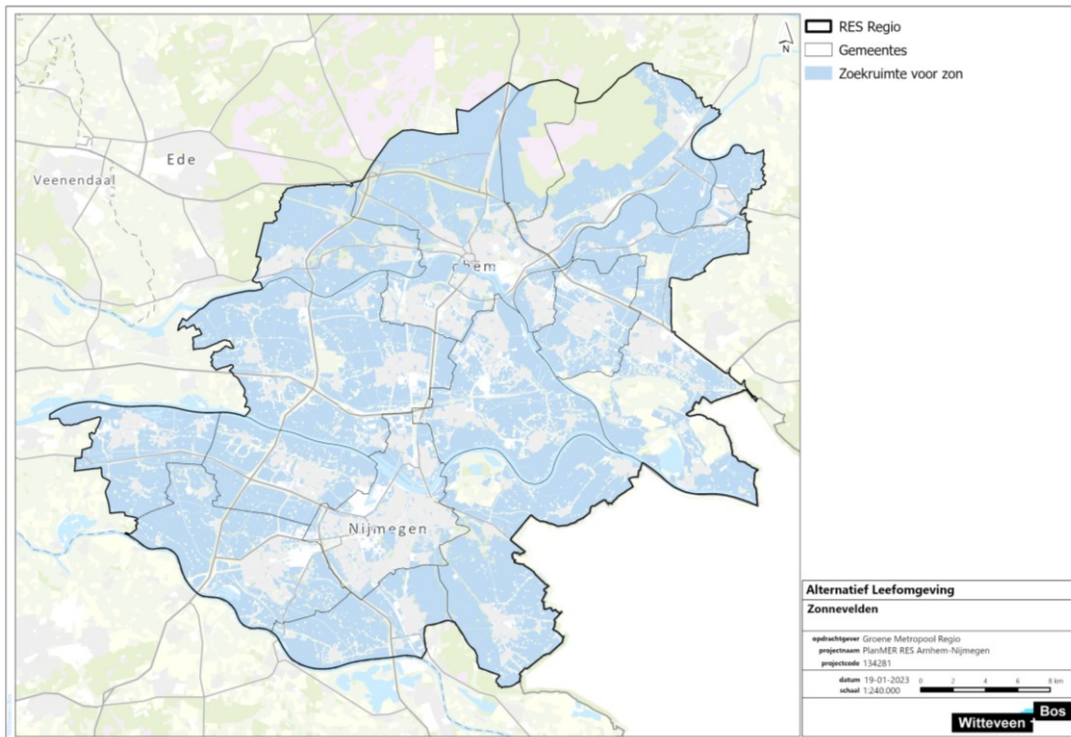 N
RES Regio
Gemeentes
Zoekruimte voor zon
Ede
Veenendaal
Nijmegen
Alternatief Leefomgeving
Zonnevelden
opdrachtgever Groene Metropool Regio
projectnaam PlanMER RES Arnhem-Nijmegen
projectcode 134281
datum 19-01-2023
0 2 4 6 8 km
schaal 1:240.000
Witteveen + Bos